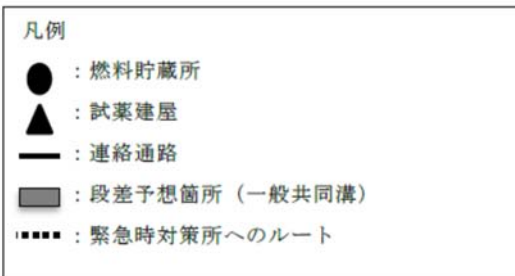 凡例
：燃料貯蔵所
：試薬建屋
：連絡通路
：段差予想箇所（一般共同溝）
：緊急時対策所へのルート